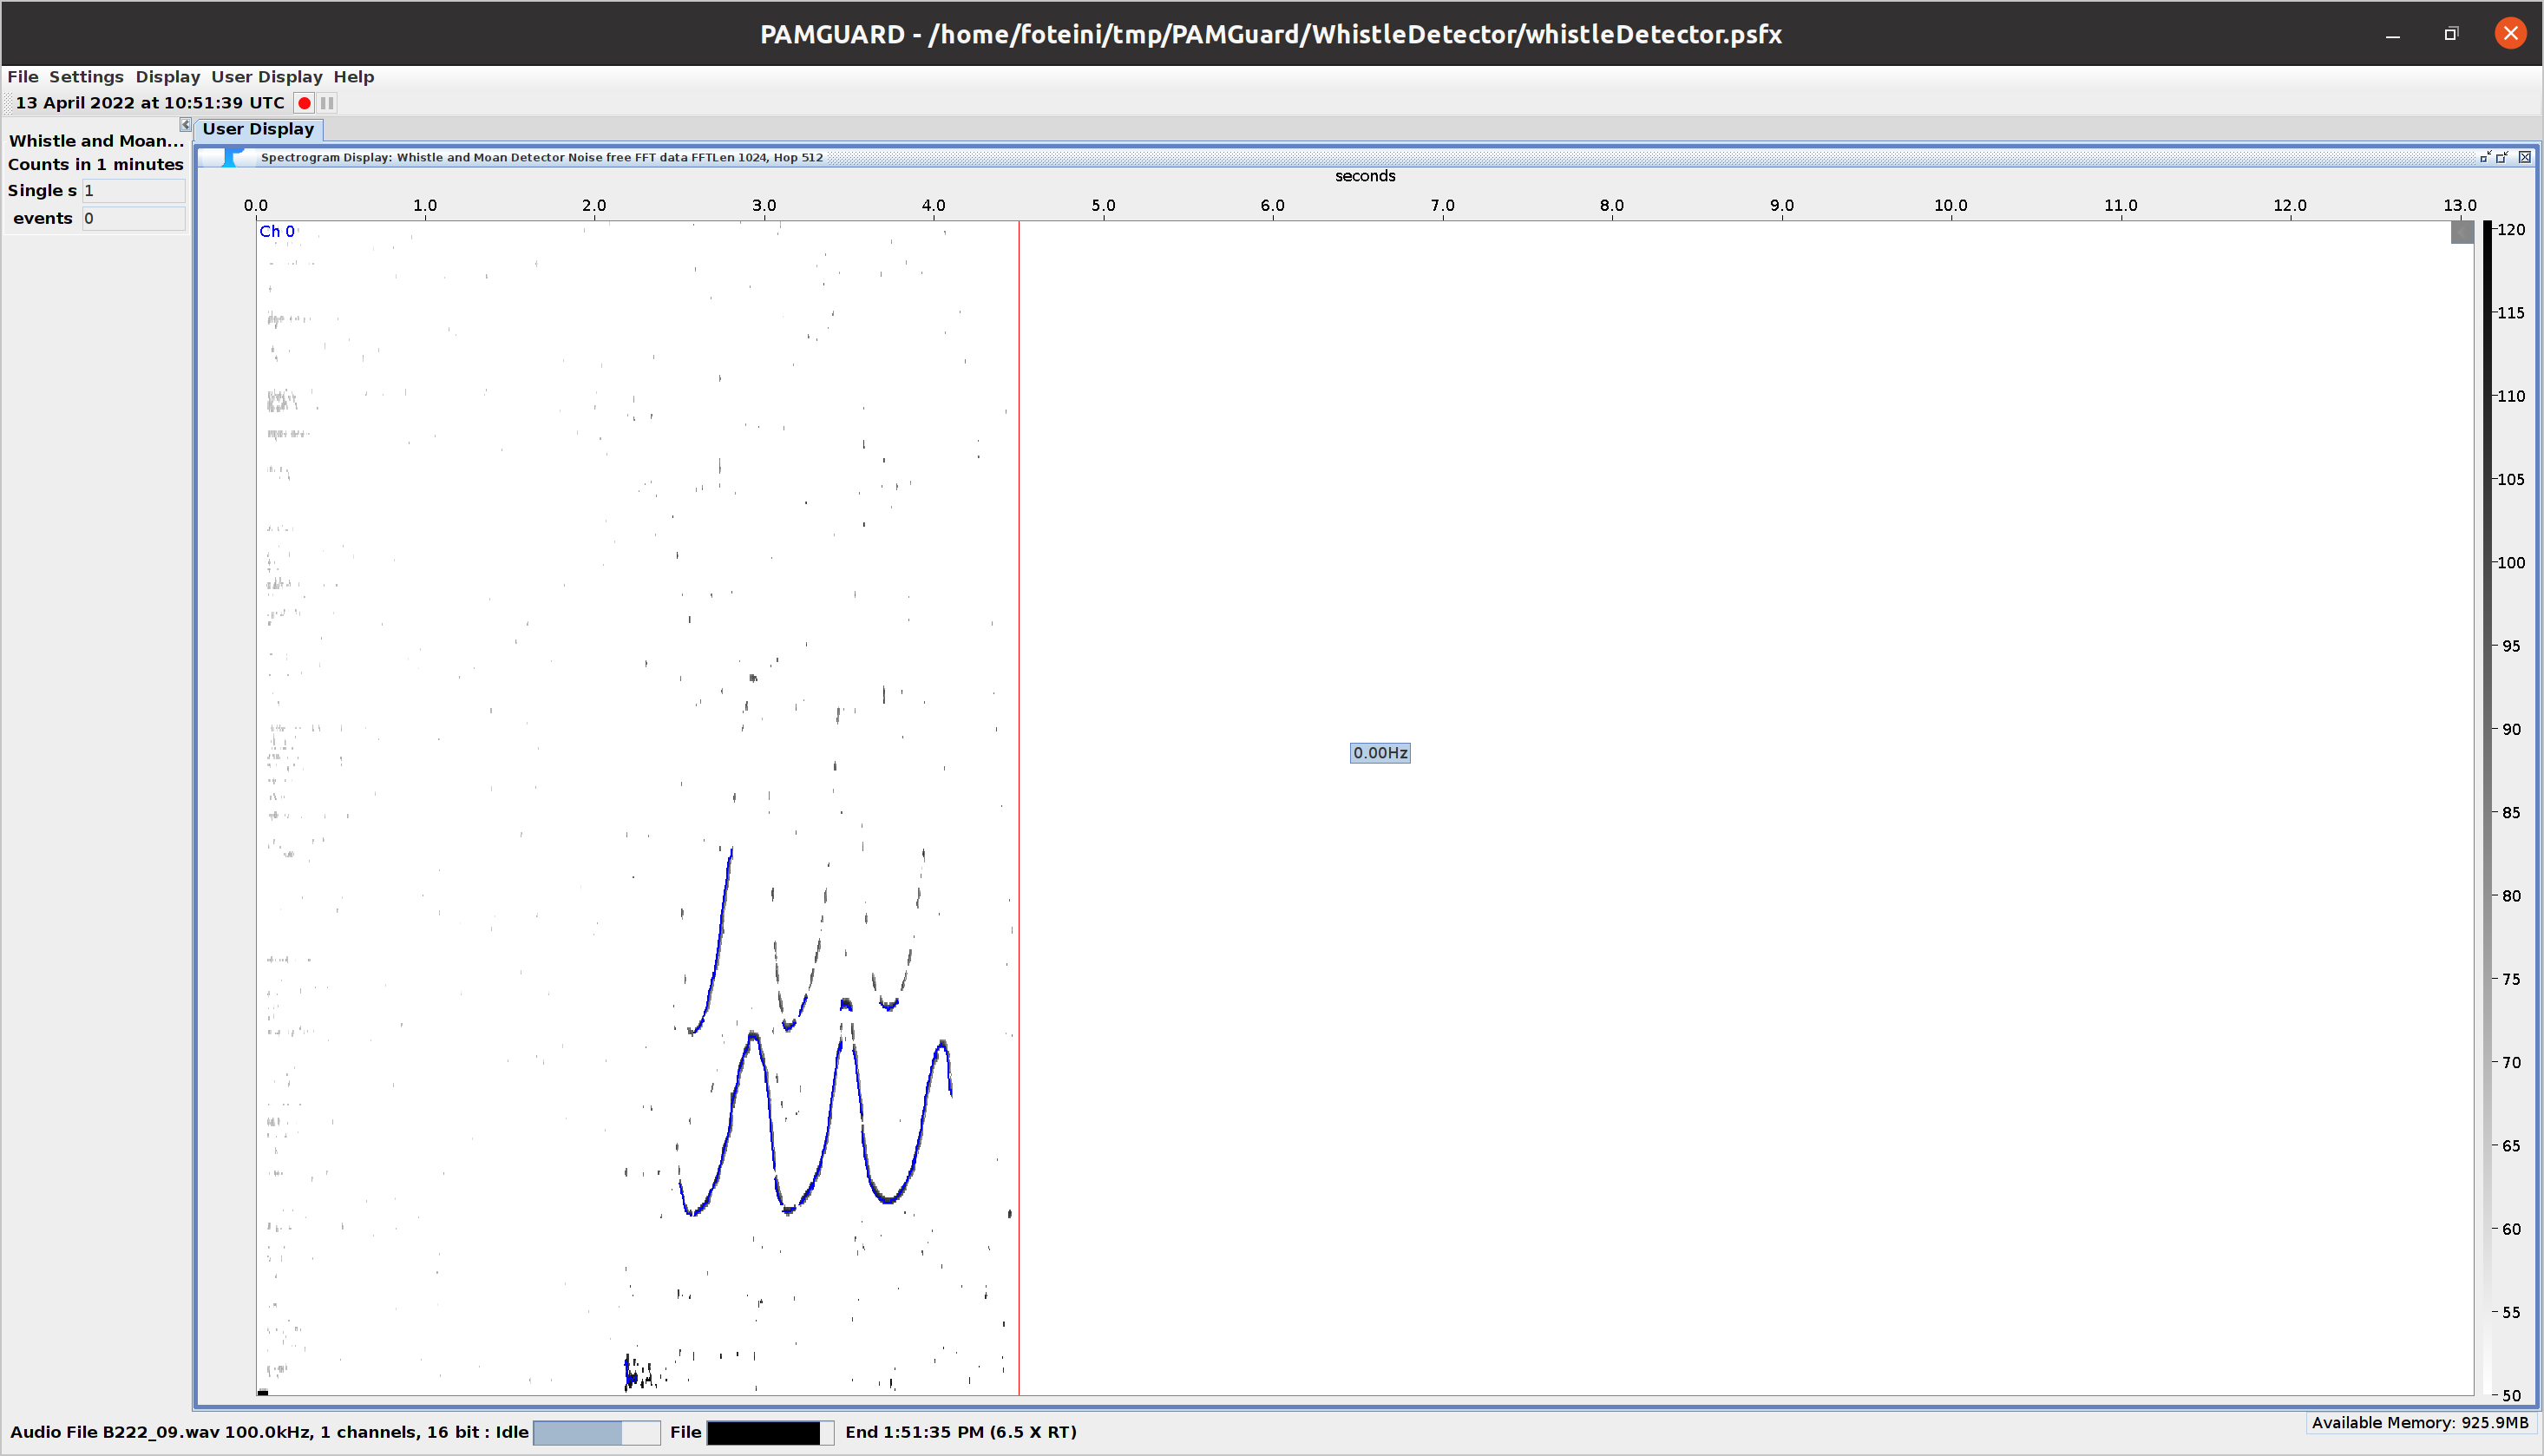 PAMGUARD - /home/foteini/tmp/PAMGuard/WhistleDetector/whistleDetector.psfx
File Settings Display User Display Help
13 April 2022 at 10:51:39 UTC
Whistle and Moan...
Counts in 1 minutes
Single s 1
events 0
User Display
Spectrogram Display: Whistle and Moan Detector Noise free FFT data FFTLen 1024, Hop 512
seconds
0.0 1.0 2.0 3.0 4.0 5.0 6.0 7.0 8.0 9.0 10.0 11.0 12.0 13.0
Ch 0
120
115
110
105
100
95
90
0.00Hz
85
80
75
70
65
60
55
50
Audio File B222_09.wav 100.0kHz, 1 channels, 16 bit : Idle File End 1:51:35 PM (6.5 X RT)
Available Memory: 925.9MB